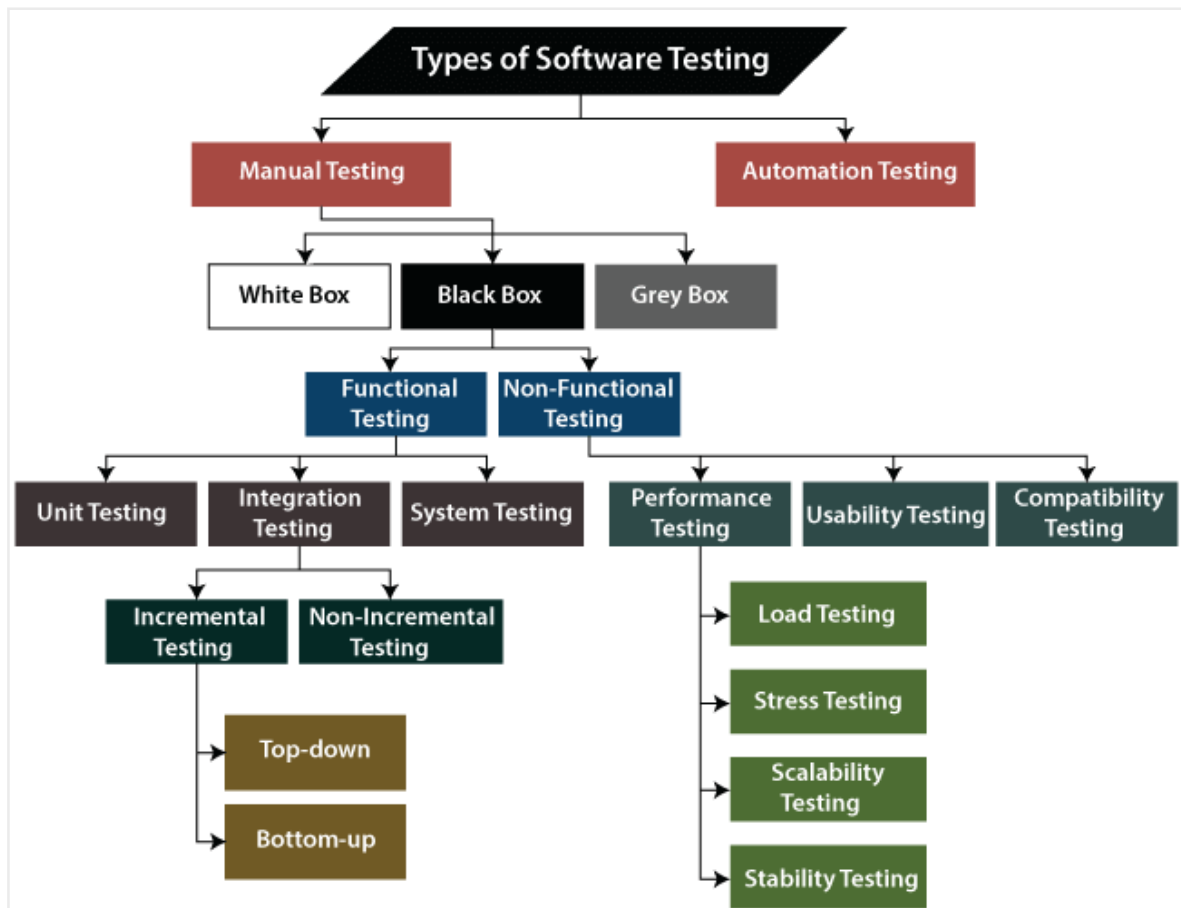 Types of Software Testing
Manual Testing
Automation Testing
White Box
Black Box
Grey Box
Functional
Testing
Non-Functional
Testing
Unit Testing
Integration
Testing
System Testing
Performance
Testing
Usability Testing
Compatibility
Testing
Incremental
Testing
Non-Incremental
Testing
Load Testing
Stress Testing
Top-down
Scalability
Testing
Bottom-up
Stability Testing